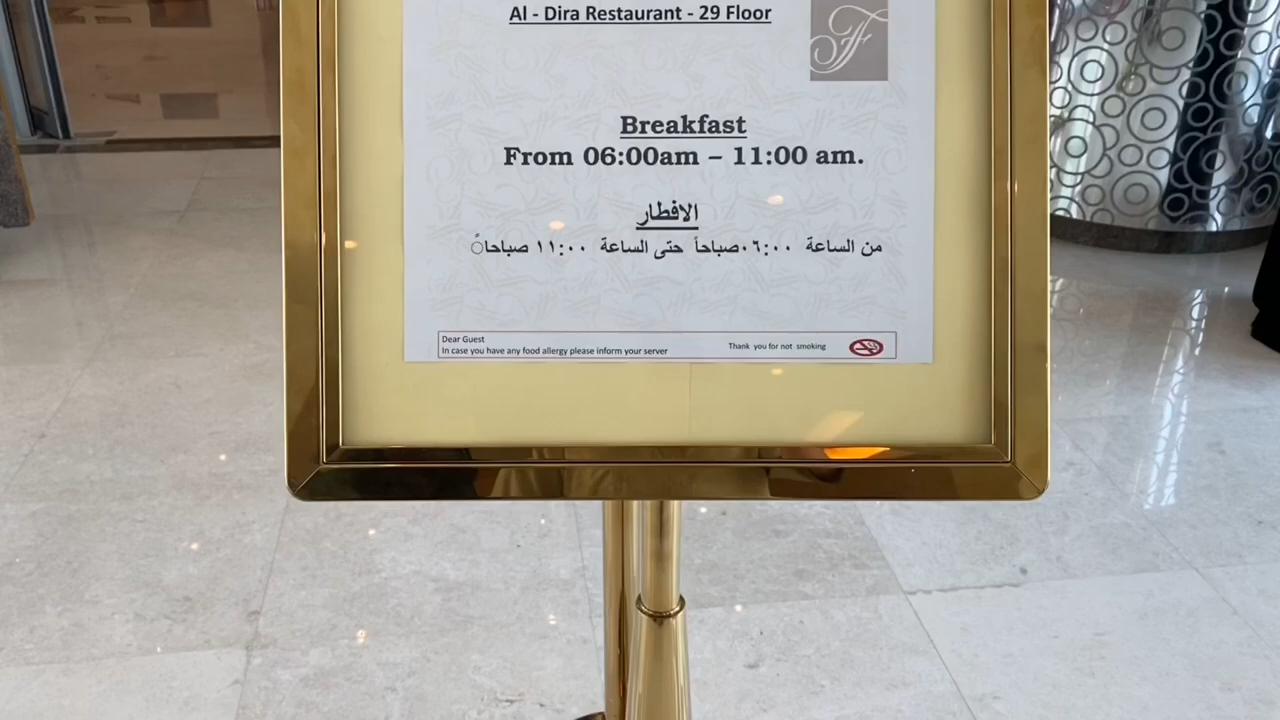 Al - Dira Restaurant - 29 Floor
Breakfast
From 06:00am – 11:00 am.
الافطار
من الساعة ٠٦:٠٠صباحاً حتى الساعة ١١:٠٠ صباحا ً
Dear Guest
In case you have any food allergy please inform your server
Thank you for not smoking